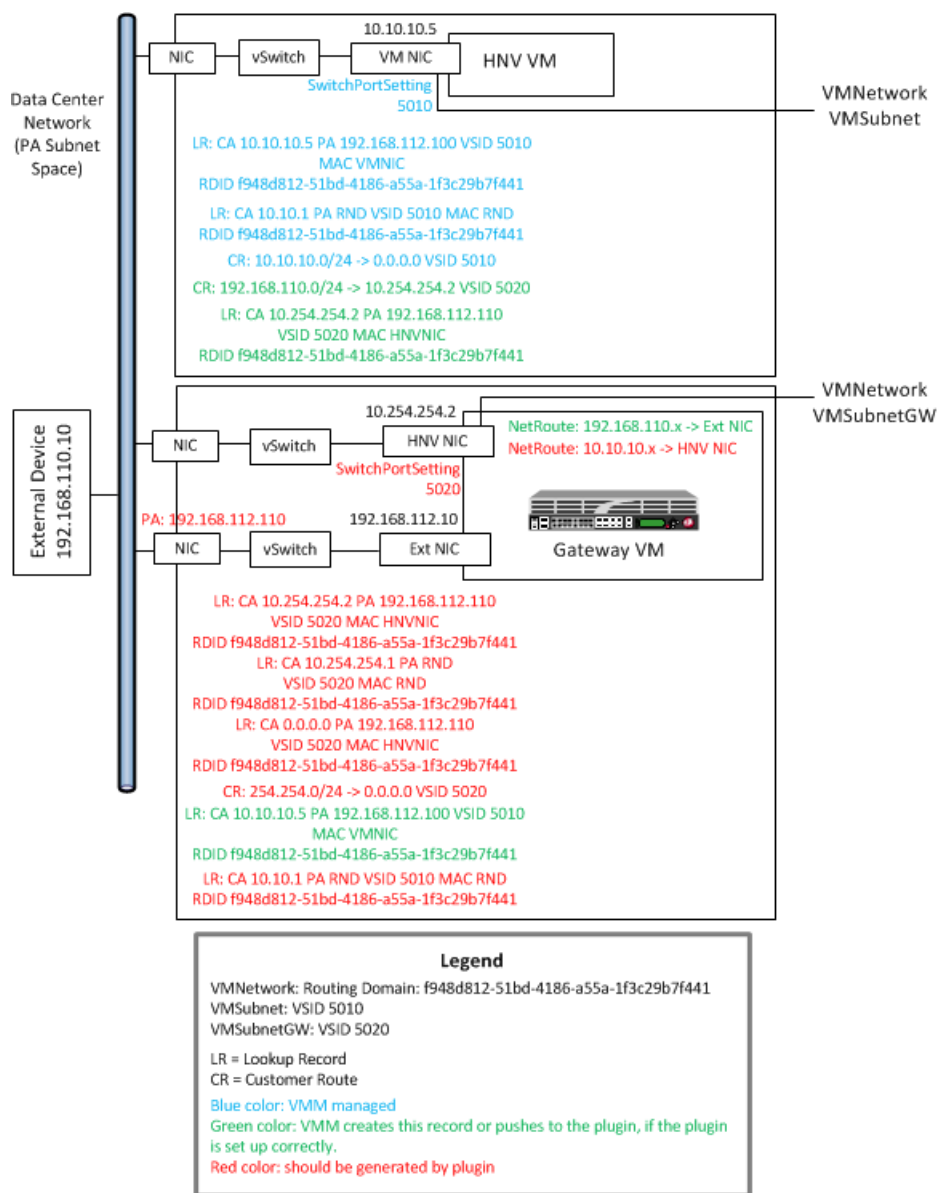 10.10.10.5
NIC
vSwitch
VM NIC
HNV VM
SwitchPortSetting
5010
VMNetwork
VMSubnet
Data Center
Network
(PA Subnet
Space)
LR: CA 10.10.10.5 PA 192.168.112.100 VSID 5010
MAC VMNIC
RDID f948d812-51bd-4186-a55a-1f3c29b7f441
LR: CA 10.10.1 PA RND VSID 5010 MAC RND
RDID f948d812-51bd-4186-a55a-1f3c29b7f441
CR: 10.10.10.0/24 -> 0.0.0.0 VSID 5010
CR: 192.168.110.0/24 -> 10.254.254.2 VSID 5020
LR: CA 10.254.254.2 PA 192.168.112.110
VSID 5020 MAC HNVNIC
RDID f948d812-51bd-4186-a55a-1f3c29b7f441
VMNetwork
VMSubnetGW
10.254.254.2
NIC
vSwitch
HNV NIC
NetRoute: 192.168.110.x -> Ext NIC
NetRoute: 10.10.10.x -> HNV NIC
SwitchPortSetting
5020
External Device
192.168.110.10
PA: 192.168.112.110
192.168.112.10
NIC
vSwitch
Ext NIC
Gateway VM
LR: CA 10.254.254.2 PA 192.168.112.110
VSID 5020 MAC HNVNIC
RDID f948d812-51bd-4186-a55a-1f3c29b7f441
LR: CA 10.254.254.1 PA RND
VSID 5020 MAC RND
RDID f948d812-51bd-4186-a55a-1f3c29b7f441
LR: CA 0.0.0.0 PA 192.168.112.110
VSID 5020 MAC HNVNIC
RDID f948d812-51bd-4186-a55a-1f3c29b7f441
CR: 254.254.0/24 -> 0.0.0.0 VSID 5020
LR: CA 10.10.10.5 PA 192.168.112.100 VSID 5010
MAC VMNIC
RDID f948d812-51bd-4186-a55a-1f3c29b7f441
LR: CA 10.10.1 PA RND VSID 5010 MAC RND
RDID f948d812-51bd-4186-a55a-1f3c29b7f441
Legend
VMNetwork: Routing Domain: f948d812-51bd-4186-a55a-1f3c29b7f441
VMSubnet: VSID 5010
VMSubnetGW: VSID 5020
LR = Lookup Record
CR = Customer Route
Blue color: VMM managed
Green color: VMM creates this record or pushes to the plugin, if the plugin
is set up correctly.
Red color: should be generated by plugin